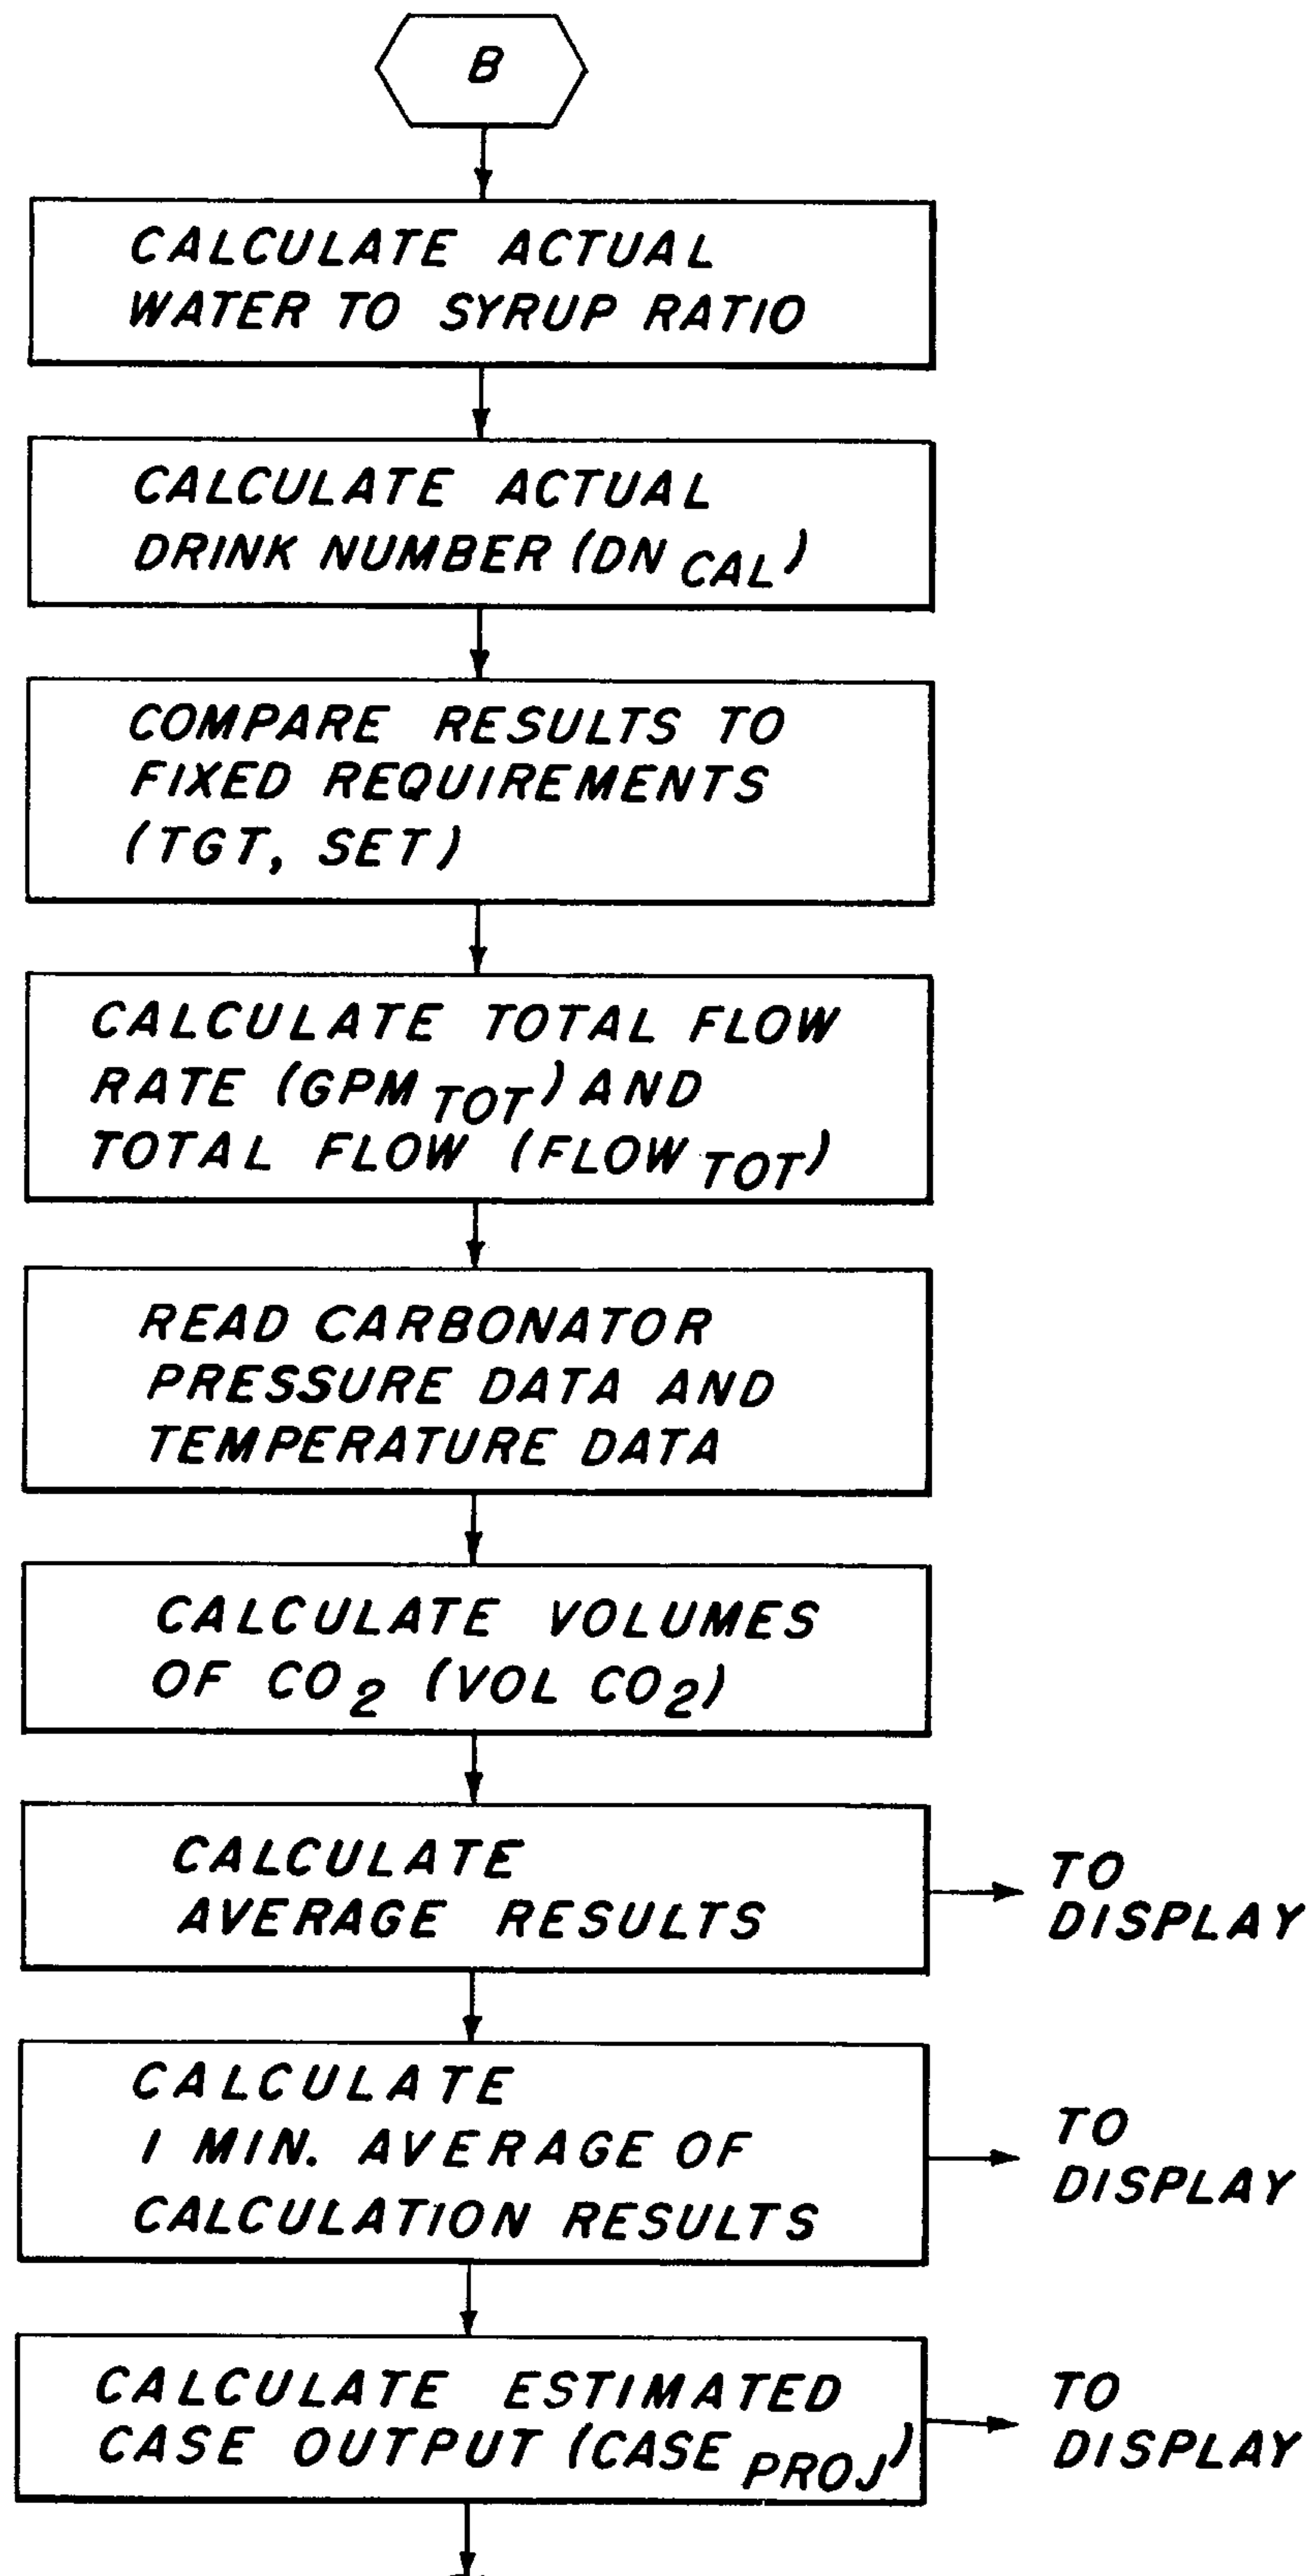 B
CALCULATE ACTUAL
WATER TO SYRUP RATIO
CALCULATE ACTUAL
DRINK NUMBER (DN CAL)
COMPARE RESULTS TO
FIXED REQUIREMENTS
(TGT, SET)
CALCULATE TOTAL FLOW
RATE (GPM TOT) AND
TOTAL FLOW (FLOW TOT)
READ CARBONATOR
PRESSURE DATA AND
TEMPERATURE DATA
CALCULATE VOLUMES
OF CO2 (VOL CO2)
CALCULATE
AVERAGE RESULTS
TO
DISPLAY
CALCULATE
1 MIN. AVERAGE OF
CALCULATION RESULTS
TO
DISPLAY
CALCULATE ESTIMATED
CASE OUTPUT (CASE PROJ)
TO
DISPLAY